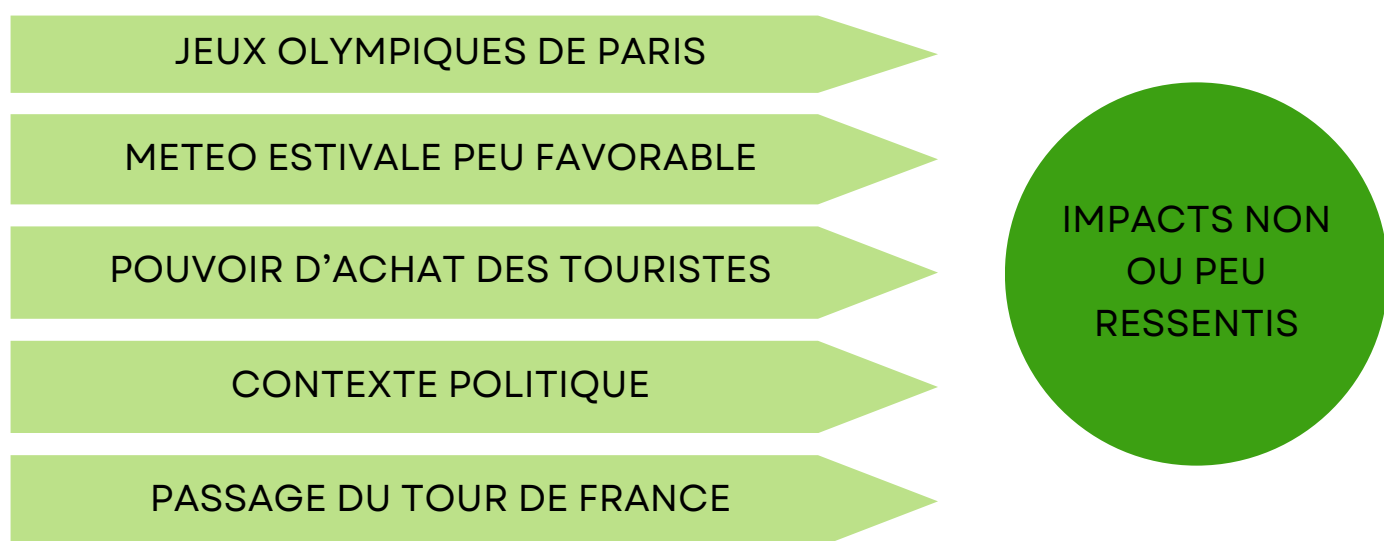 JEUX OLYMPIQUES DE PARIS
METEO ESTIVALE PEU FAVORABLE
POUVOIR D’ACHAT DES TOURISTES
CONTEXTE POLITIQUE
PASSAGE DU TOUR DE FRANCE
IMPACTS NON
OU PEU
RESSENTIS